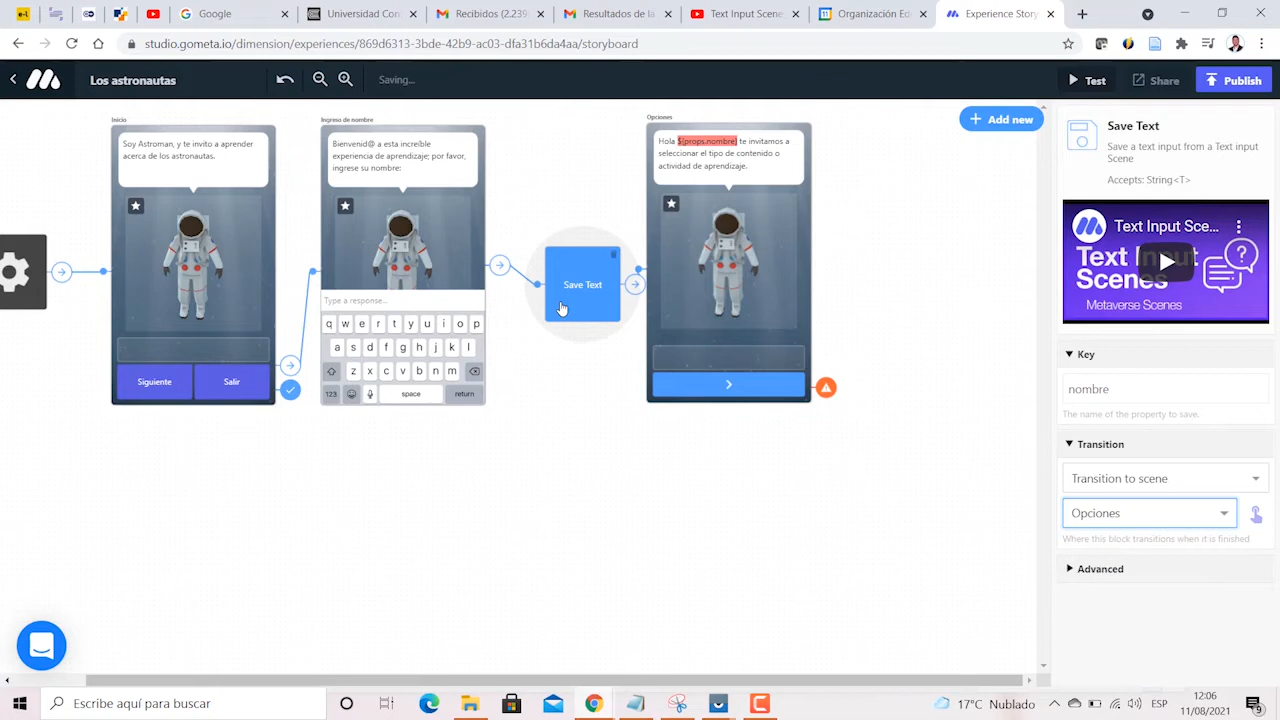 Google
Universidad Con
Recibidos (2.239
Resultados de la
Text Input Scene
Organización Ed
Experience Story
studio.gometa.io/dimension/experiences/869d6313-3bde-42b9-ac03-dfa31b6da4aa/storyboard
Los astronautas
Saving...
Test
Share
Publish
Add new
Inicio
Soy Astroman, y te invito a aprender
acerca de los astronautas.
Siguiente
Salir
Ingreso de nombre
Bienvenid@ a esta increíble
experiencia de aprendizaje; por favor,
ingrese su nombre:
Type a response...
q w e r t y u i o p
a s d f g h j k l
z x c v b n m
123 space return
Save Text
Opciones
Hola ${props.nombre} te invitamos a
seleccionar el tipo de contenido o
actividad de aprendizaje.
Save Text
Save a text input from a Text input
Scene
Accepts: String<T>
Text Input Sce...
Text Input
Scenes
Metaverse Scenes
Key
nombre
The name of the property to save.
Transition
Transition to scene
Opciones
Where this block transitions when it is finished
Advanced
Escribe aquí para buscar
17°C Nublado
ESP
12:06
11/08/2021